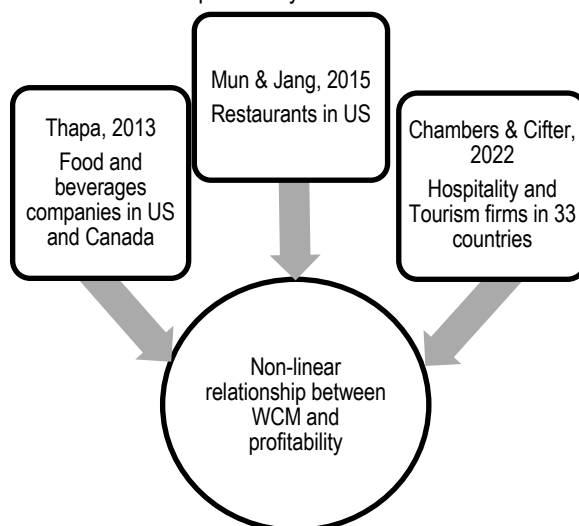 Thapa, 2013
Food and
beverages
companies in US
and Canada
Mun & Jang, 2015
Restaurants in US
Chambers & Cifter,
2022
Hospitality and
Tourism firms in 33
countries
Non-linear
relationship between
WCM and
profitability